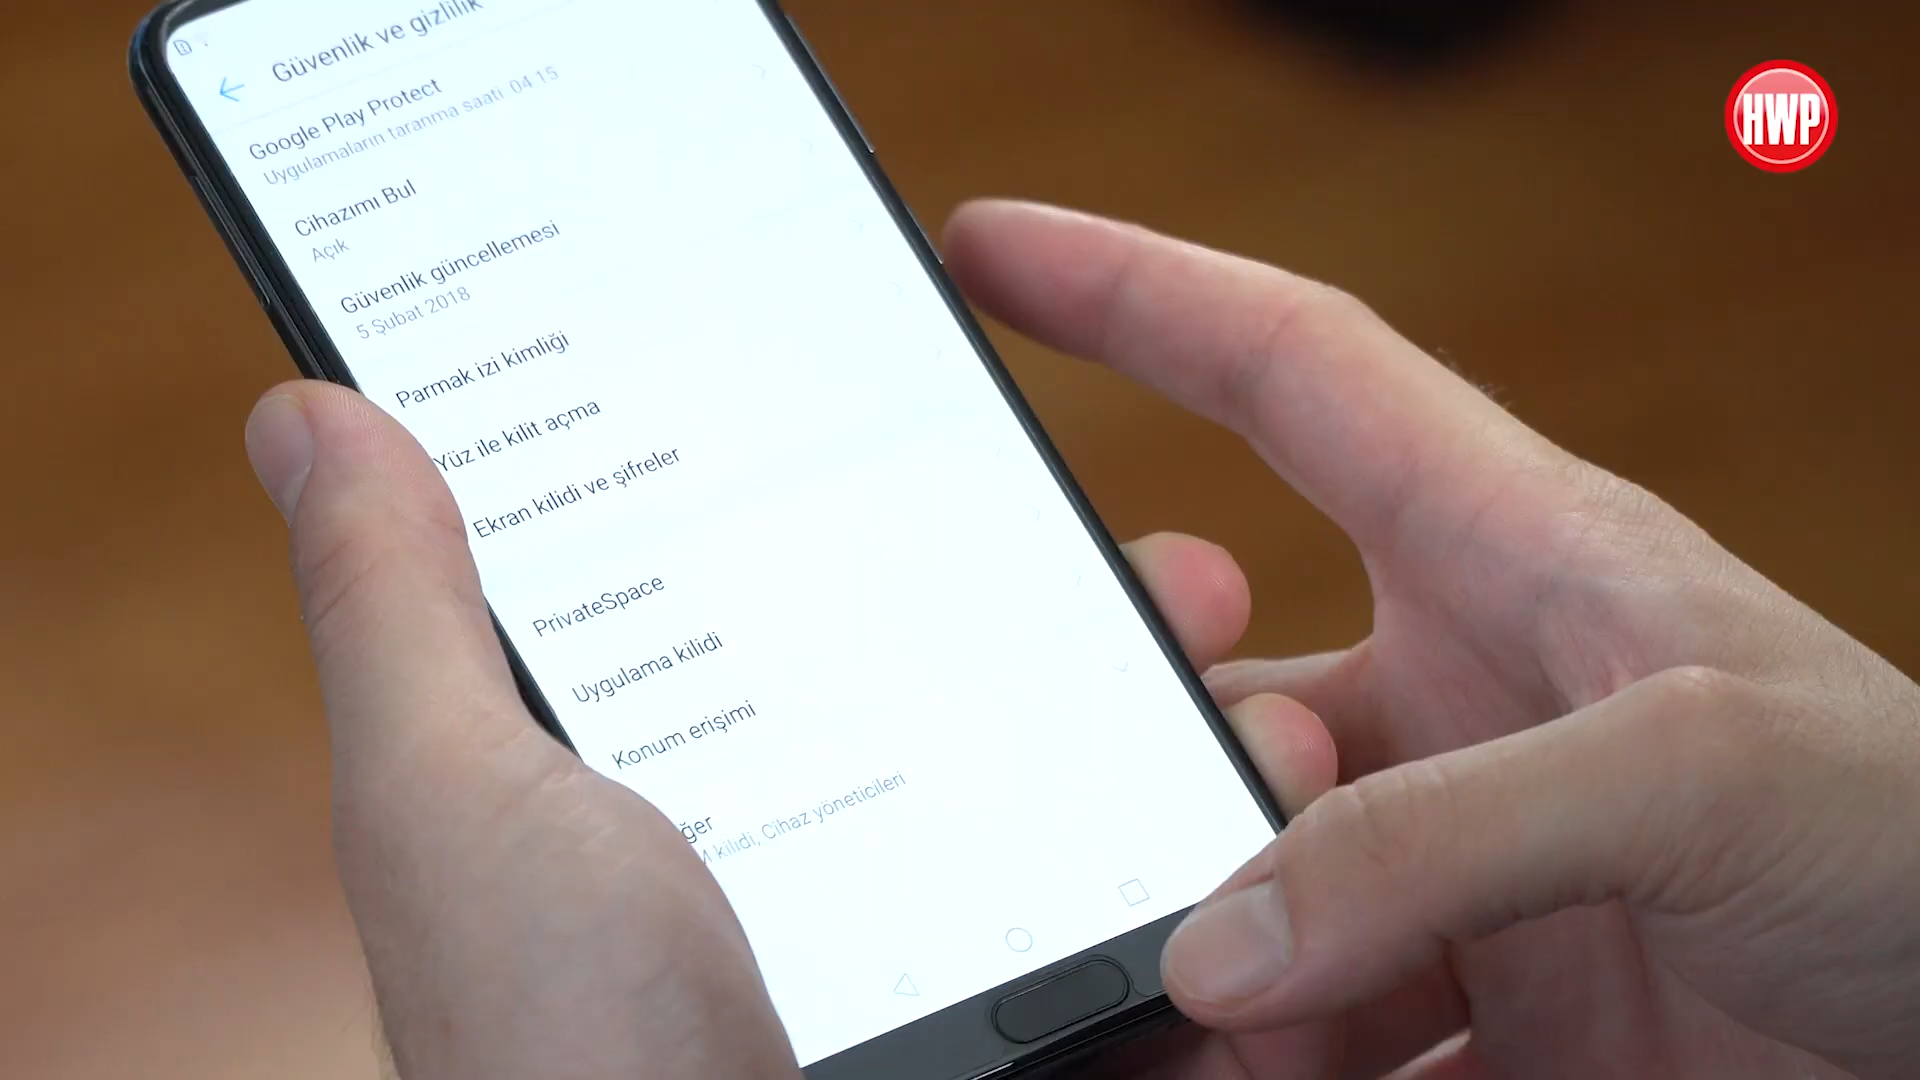 Güvenlik ve gizlilik
HWP
Google Play Protect
Uygulamaların taranma saati 04:15
Cihazımı Bul
Açık
Güvenlik güncellemesi
5 Şubat 2018
Parmak izi kimliği
Yüz ile kilit açma
Ekran kilidi ve şifreler
PrivateSpace
Uygulama kilidi
Konum erişimi
ğer
kilidi, Cihaz yöneticileri